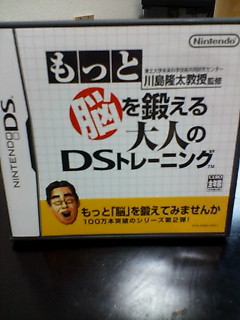 Nintendo
もっと
東北大学未来科学技術共同研究センター
川島隆太教授 監修
脳を鍛える
大人の
DSトレーニング
TM
NINTENDO DS
もっと「脳」を鍛えてみませんか
100万本突破のシリーズ第2弾!